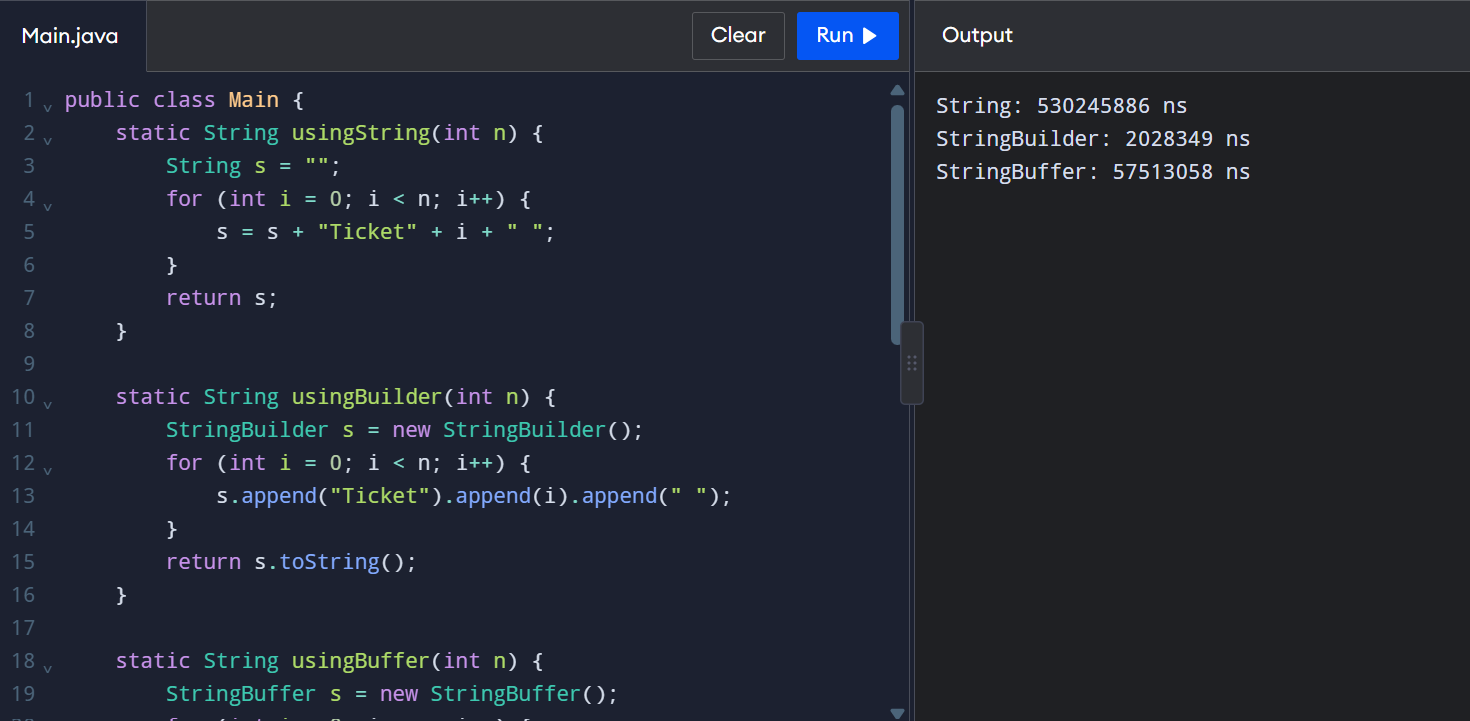 Main.java
Clear
Run
Output
1 public class Main {
2 static String usingString(int n) {
3 String s = "";
4 for (int i = 0; i < n; i++) {
5 s = s + "Ticket" + i + " ";
6 }
7 return s;
8 }
9
10 static String usingBuilder(int n) {
11 StringBuilder s = new StringBuilder();
12 for (int i = 0; i < n; i++) {
13 s.append("Ticket").append(i).append(" ");
14 }
15 return s.toString();
16 }
17
18 static String usingBuffer(int n) {
19 StringBuffer s = new StringBuffer();
String: 530245886 ns
StringBuilder: 2028349 ns
StringBuffer: 57513058 ns